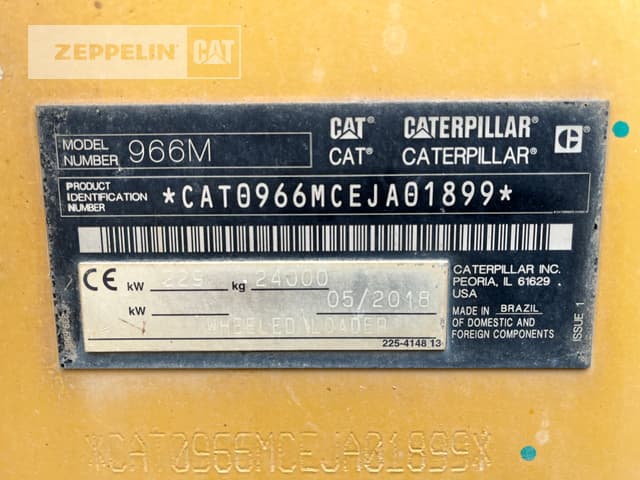 ZEPPELIN CAT
MODEL NUMBER 966M
CAT CATERPILLAR C
CAT® CATERPILLAR®
PRODUCT IDENTIFICATION NUMBER *CAT0966MCEJA01899*
CE kW 229 kg 24000
kW 05/2018
WHEELED LOADER
225-4148 13
CATERPILLAR INC.
PEORIA, IL 61629
USA
MADE IN BRAZIL
OF DOMESTIC AND
FOREIGN COMPONENTS
ISSUE 1
*CAT0966MCEJA01899*